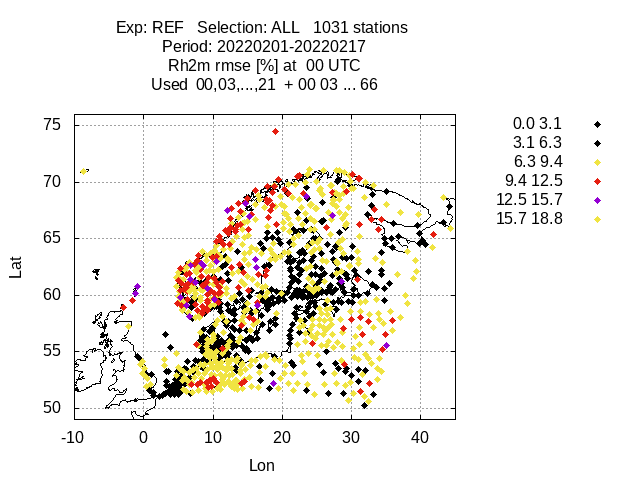 Exp: REF   Selection: ALL   1031 stations
Period: 20220201-20220217
Rh2m rmse [%] at  00 UTC
Used  00,03,...,21  + 00 03 ... 66
0.0 3.1
3.1 6.3
6.3 9.4
9.4 12.5
12.5 15.7
15.7 18.8
75
70
65
60
55
50
Lat
-10 0 10 20 30 40
Lon